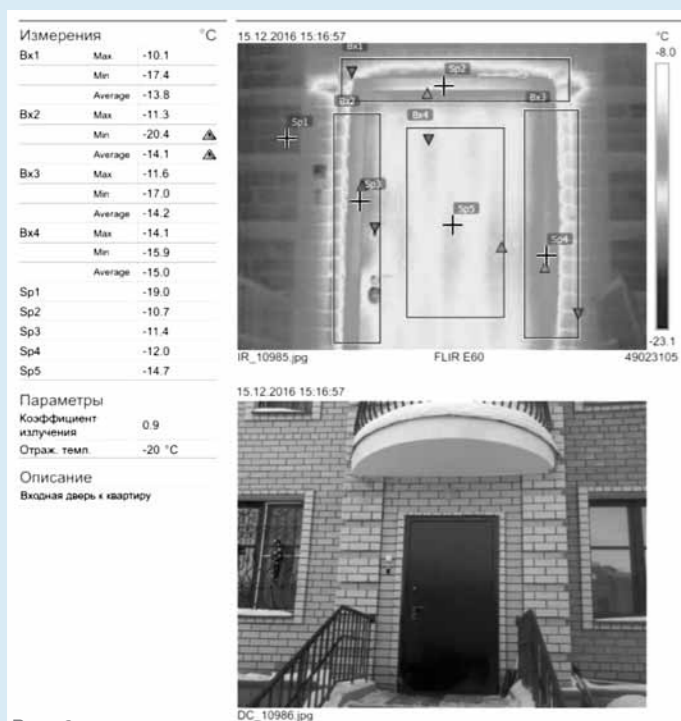 Измерения °C
Bx1 Max -10.1
Min -17.4
Average -13.8
Bx2 Max -11.3
Min -20.4
Average -14.1
Bx3 Max -11.6
Min -17.0
Average -14.2
Bx4 Max -14.1
Min -15.9
Average -15.0
Sp1 -19.0
Sp2 -10.7
Sp3 -11.4
Sp4 -12.0
Sp5 -14.7
Параметры
Коэффициент
излучения 0.9
Отраж. темп. -20 °C
Описание
Входная дверь к квартиру
15.12.2016 15:16:57
°C
-8.0
Bx1
Sp2
Bx2
Bx3
Sp1
Bx4
Sp3
Sp5
Sp4
-23.1
IR_10985.jpg FLIR E60 49023105
15.12.2016 15:16:57
DC_10986.jpg